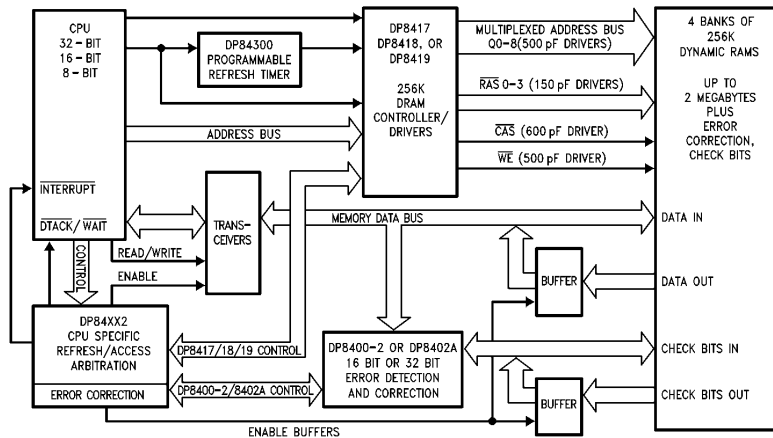 CPU
32-BIT
16-BIT
8-BIT
INTERRUPT
DTACK/WAIT
DP84300
PROGRAMMABLE
REFRESH TIMER
DP8417
DP8418, OR
DP8419
256K
DRAM
CONTROLLER/
DRIVERS
MULTIPLEXED ADDRESS BUS
Q0-8(500 pF DRIVERS)
RAS 0-3 (150 pF DRIVERS)
CAS (600 pF DRIVER)
WE (500 pF DRIVER)
4 BANKS OF
256K
DYNAMIC RAMS
UP TO
2 MEGABYTES
PLUS
ERROR
CORRECTION,
CHECK BITS
ADDRESS BUS
TRANS-
CEIVERS
MEMORY DATA BUS
DATA IN
CONTROL
READ/WRITE
ENABLE
BUFFER
DATA OUT
DP84XX2
CPU SPECIFIC
REFRESH/ACCESS
ARBITRATION
ERROR CORRECTION
DP8417/18/19 CONTROL
DP8400-2/8402A CONTROL
DP8400-2 OR DP8402A
16 BIT OR 32 BIT
ERROR DETECTION
AND CORRECTION
CHECK BITS IN
BUFFER
CHECK BITS OUT
ENABLE BUFFERS